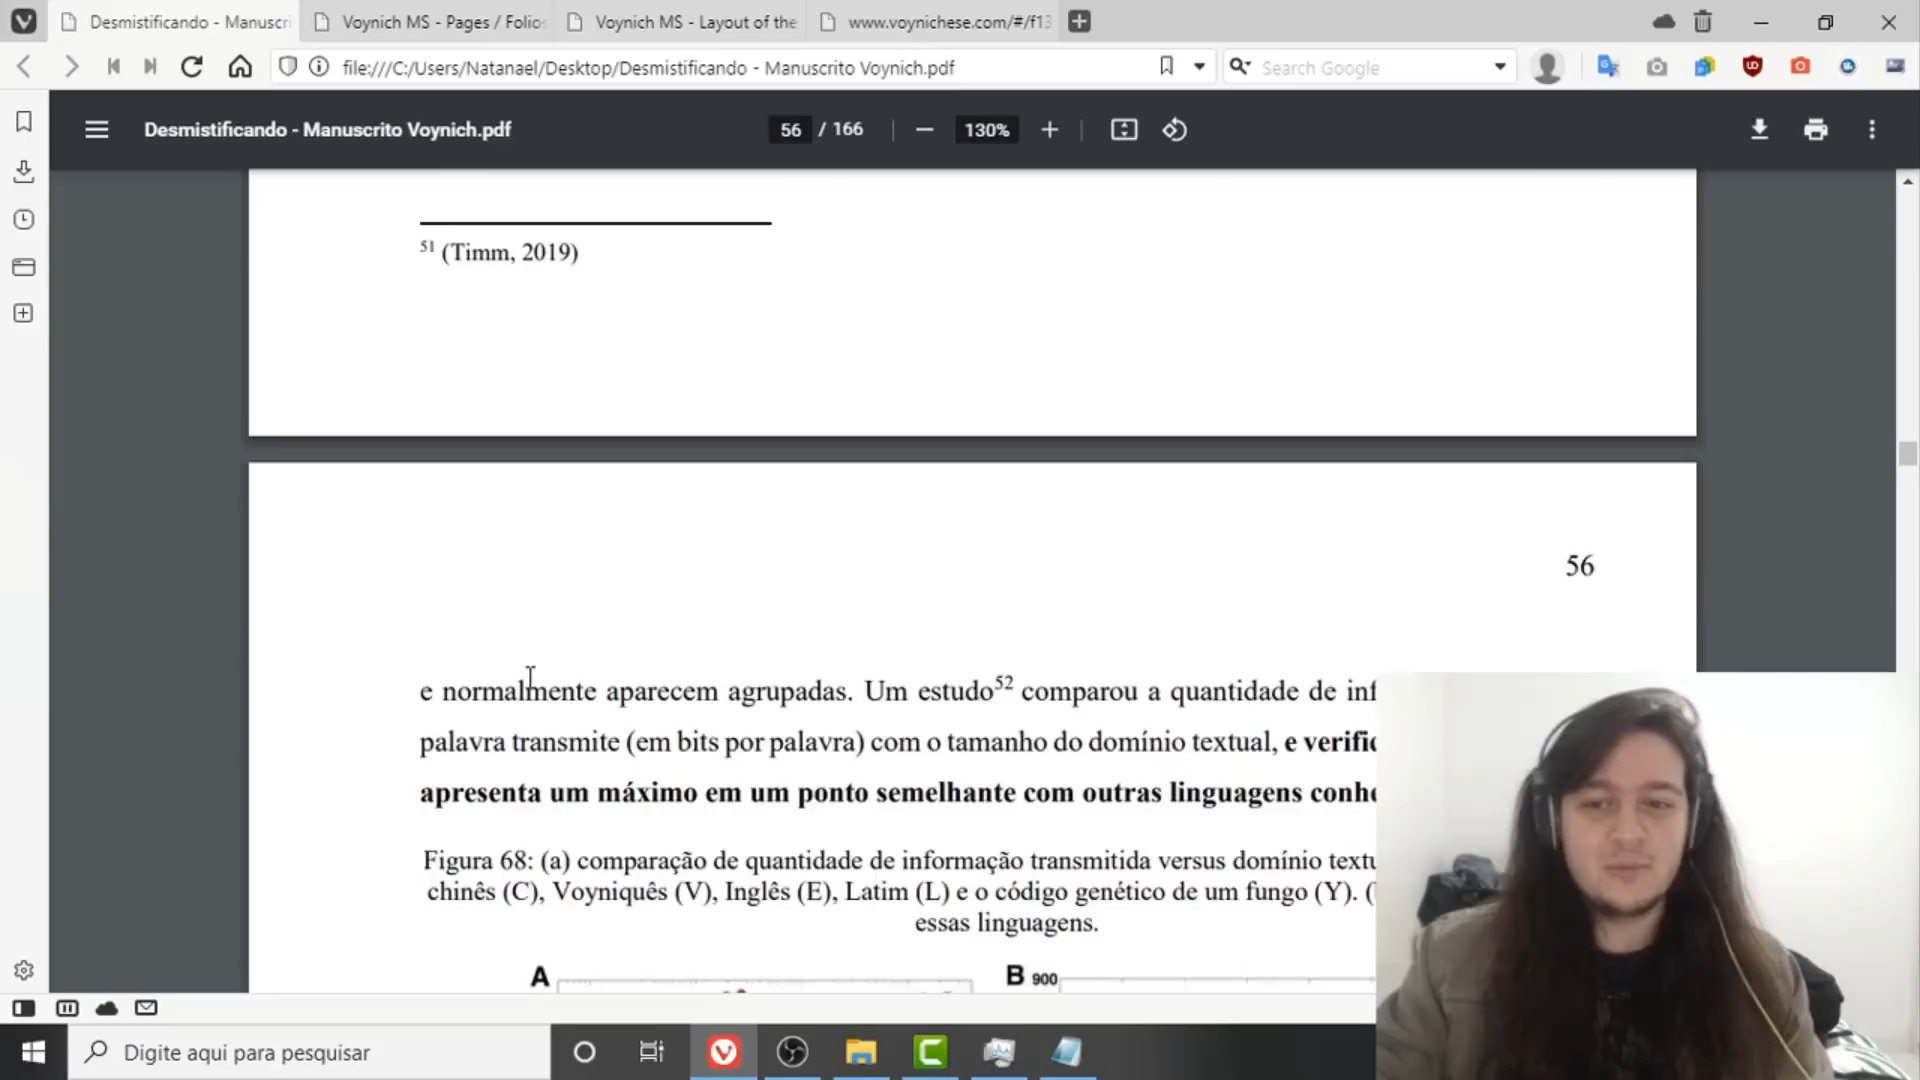 Desmistificando - Manuscri
Voynich MS - Pages / Folio
Voynich MS - Layout of the
www.voynichese.com/#/f13
file:///C:/Users/Natanael/Desktop/Desmistificando - Manuscrito Voynich.pdf
Search Google
Desmistificando - Manuscrito Voynich.pdf
56 / 166
130%
51 (Timm, 2019)
56
e normalmente aparecem agrupadas. Um estudo52 comparou a quantidade de inf
palavra transmite (em bits por palavra) com o tamanho do domínio textual, e verific
apresenta um máximo em um ponto semelhante com outras linguagens conhe
Figura 68: (a) comparação de quantidade de informação transmitida versus domínio textu
chinês (C), Voyniquês (V), Inglês (E), Latim (L) e o código genético de um fungo (Y). (
essas linguagens.
A
B 900
Digite aqui para pesquisar